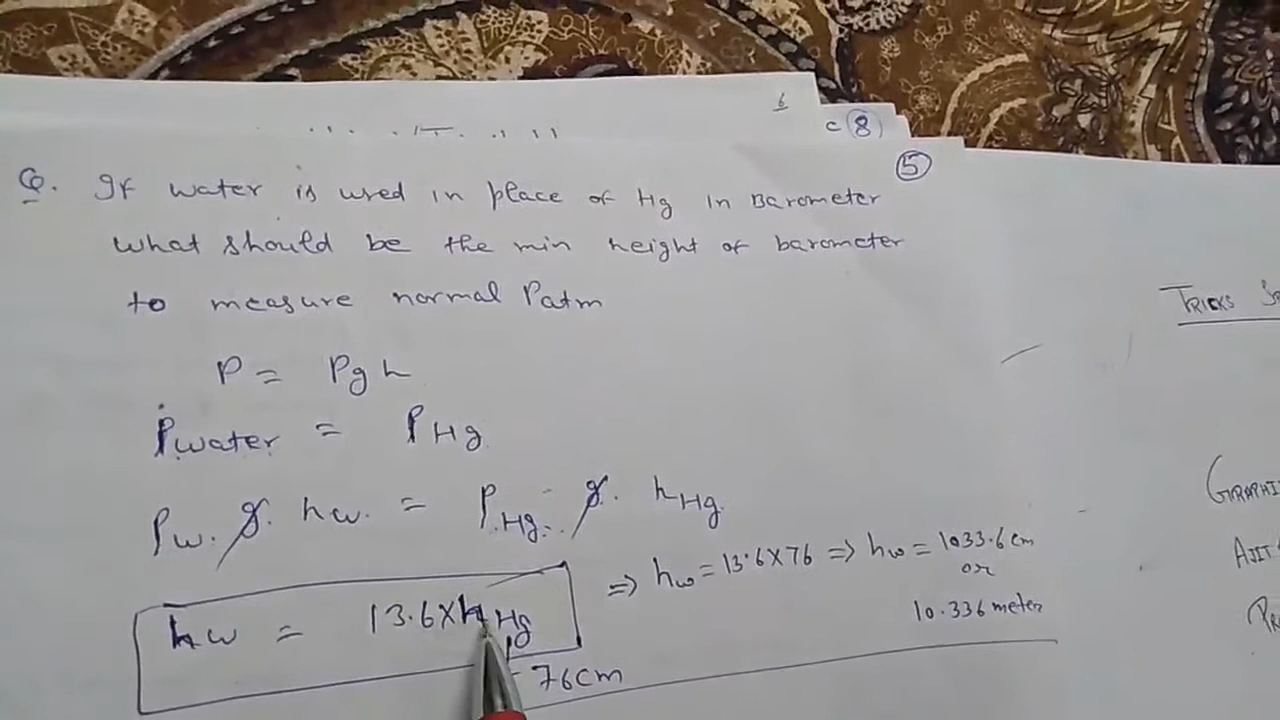 6
c 8
5
Q. If water is used in place of Hg in Barometer
what should be the min height of barometer
to measure normal Patm
P = ρgh
Pwater = PHg
ρw. g. hw. = ρHg. g. hHg
hw = 13.6×hHg
= 76cm
⇒ hw = 13.6×76 ⇒ hw = 1033.6 cm
or
10.336 meter
TRICKS